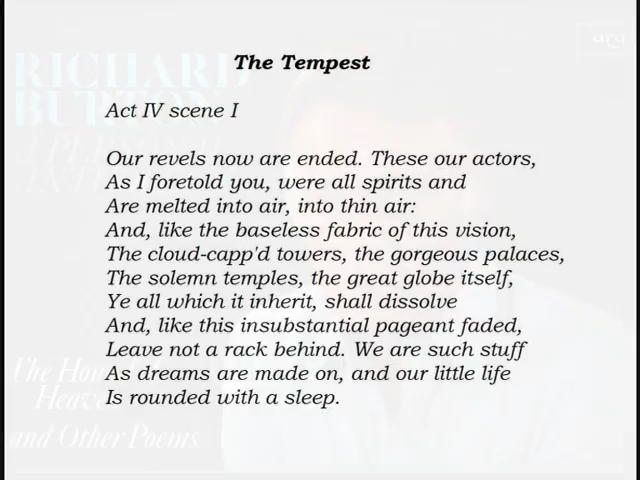 The Tempest
Act IV scene I
Our revels now are ended. These our actors,
As I foretold you, were all spirits and
Are melted into air, into thin air:
And, like the baseless fabric of this vision,
The cloud-capp'd towers, the gorgeous palaces,
The solemn temples, the great globe itself,
Ye all which it inherit, shall dissolve
And, like this insubstantial pageant faded,
Leave not a rack behind. We are such stuff
As dreams are made on, and our little life
Is rounded with a sleep.
RICHARD
BURTON
argo
and Other Poems